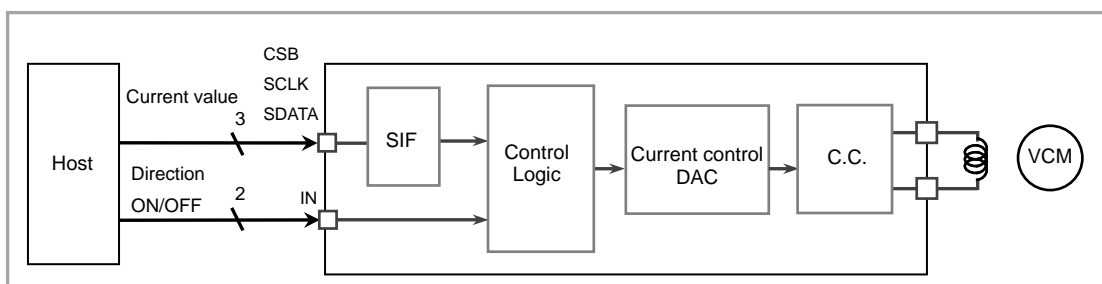 CSB
SCLK
SDATA
Current value
3
Host
Direction
ON/OFF
2
IN
SIF
Control
Logic
Current control
DAC
C.C.
VCM